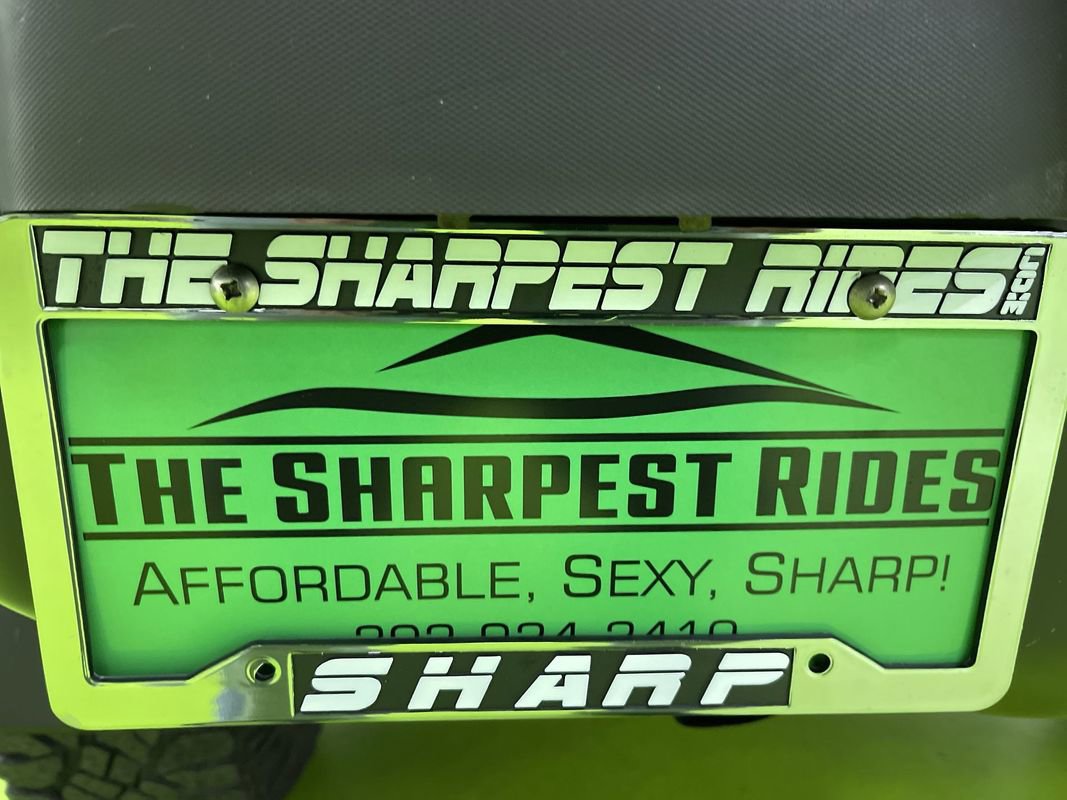 THE SHARPEST RIDES.COM
THE SHARPEST RIDES
AFFORDABLE, SEXY, SHARP!
SHARP